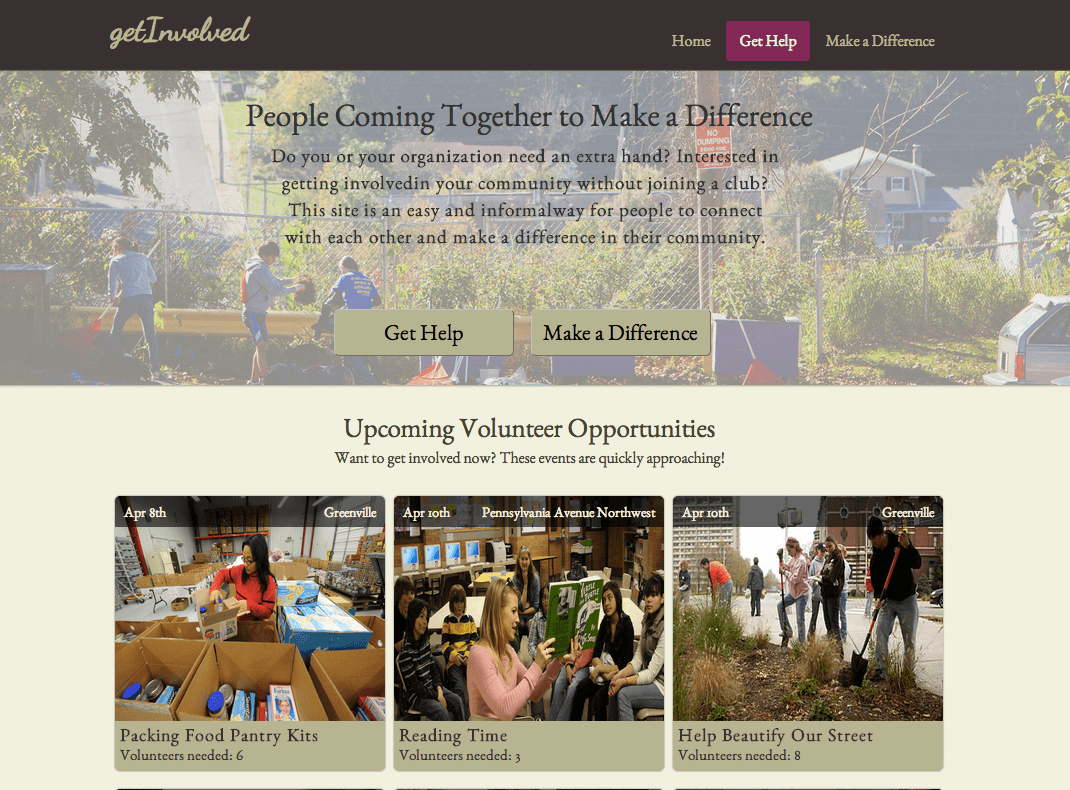 getInvolved
Home
Get Help
Make a Difference
People Coming Together to Make a Difference
NO
DUMPING
Do you or your organization need an extra hand? Interested in
getting involvedin your community without joining a club?
This site is an easy and informalway for people to connect
with each other and make a difference in their community.
Get Help
Make a Difference
Upcoming Volunteer Opportunities
Want to get involved now? These events are quickly approaching!
Apr 8th
Greenville
Apr 10th
Pennsylvania Avenue Northwest
Apr 10th
Greenville
Packing Food Pantry Kits
Volunteers needed: 6
Reading Time
Volunteers needed: 3
Help Beautify Our Street
Volunteers needed: 8